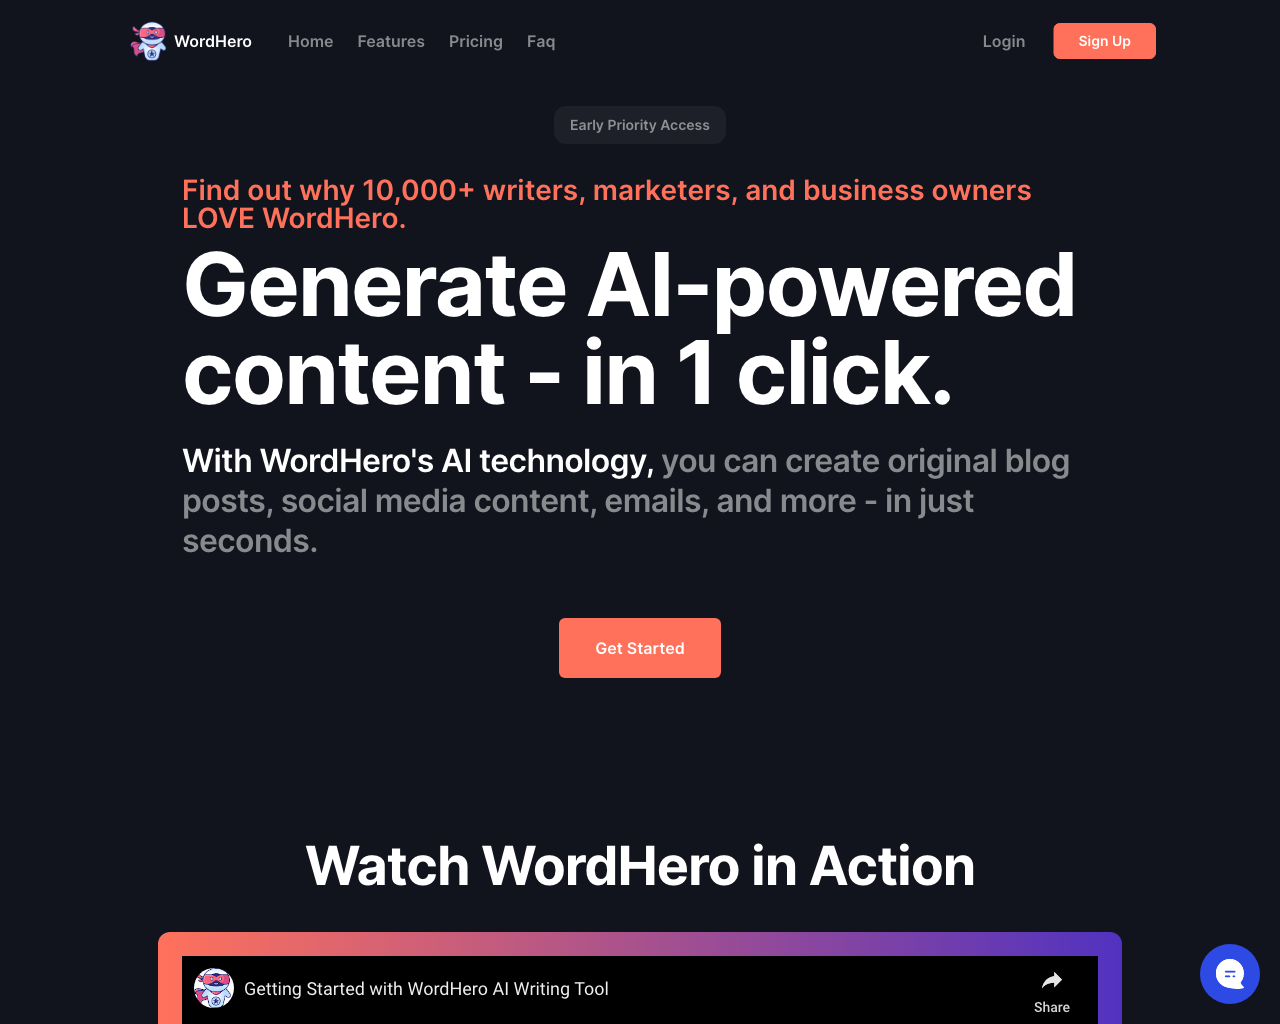 WordHero
Home
Features
Pricing
Faq
Login
Sign Up
Early Priority Access
Find out why 10,000+ writers, marketers, and business owners
LOVE WordHero.
Generate AI-powered
content - in 1 click.
With WordHero's AI technology, you can create original blog
posts, social media content, emails, and more - in just
seconds.
Get Started
Watch WordHero in Action
Getting Started with WordHero AI Writing Tool
Share